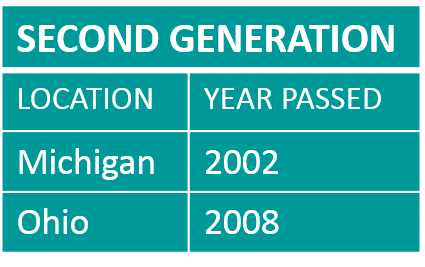 SECOND GENERATION
LOCATION YEAR PASSED
Michigan 2002
Ohio 2008